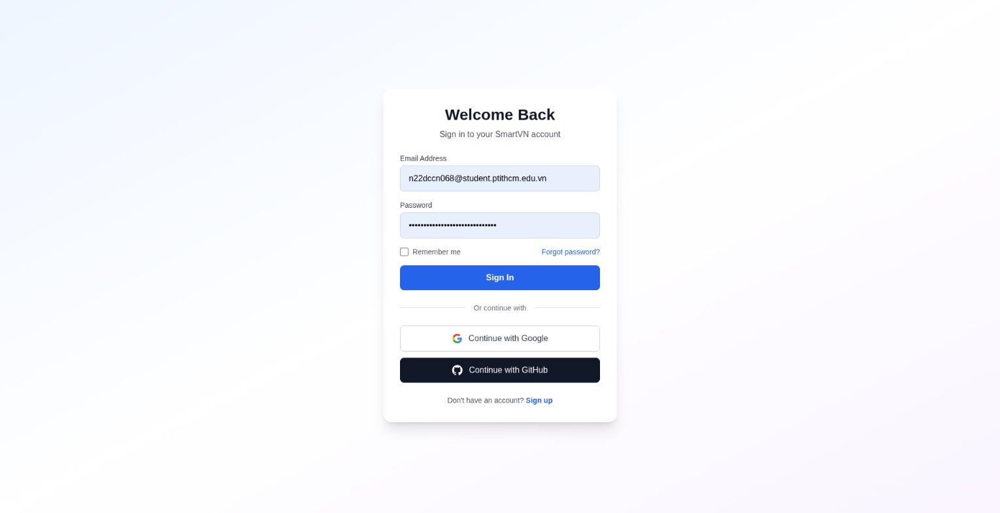 Welcome Back
Sign in to your SmartVN account
Email Address
n22dccn068@student.ptithcm.edu.vn
Password
••••••••••••••••••••••••••••••
Remember me
Forgot password?
Sign In
Or continue with
Continue with Google
Continue with GitHub
Don't have an account? Sign up